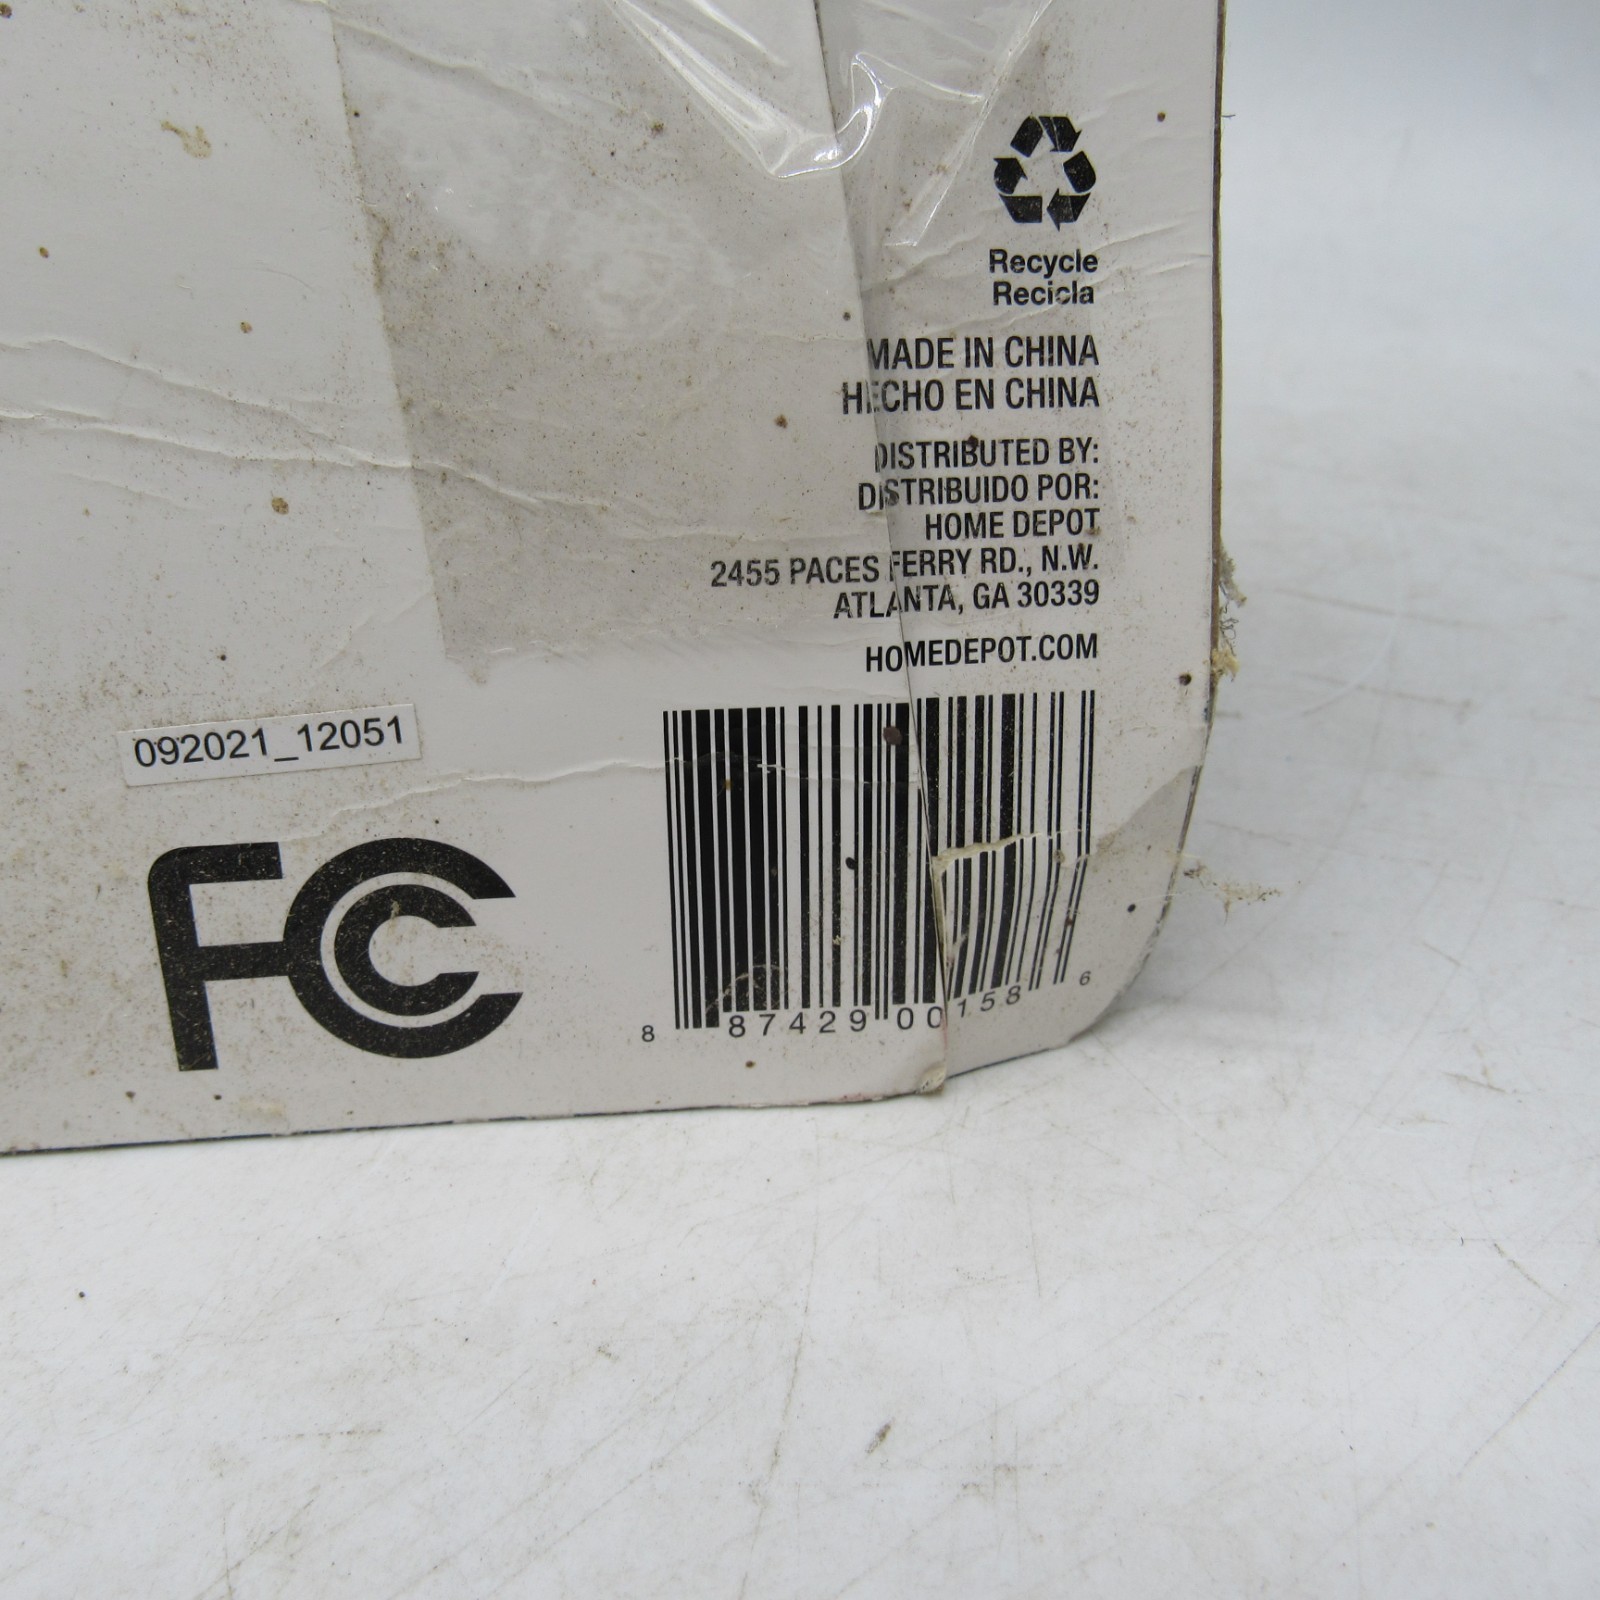 Recycle
Recicla
MADE IN CHINA
HECHO EN CHINA
DISTRIBUTED BY:
DISTRIBUIDO POR:
HOME DEPOT
2455 PACES FERRY RD., N.W.
ATLANTA, GA 30339
HOMEDEPOT.COM
092021_12051
FCC
8 87429 00158 6